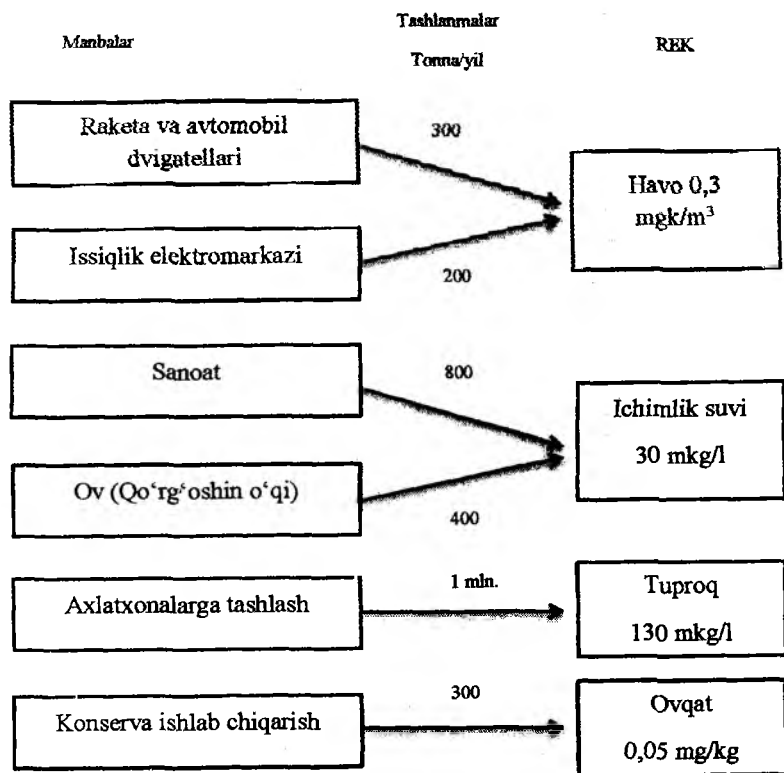 Manbalar
Tashlanmalar
Tonna/yil
REK
Raketa va avtomobil
dvigatellari
300
Havo 0,3
mgk/m³
Issiqlik elektromarkazi
200
Sanoat
800
Ichimlik suvi
30 mkg/l
Ov (Qo‘rg‘oshin o‘qi)
400
Axlatxonalarga tashlash
1 mln.
Tuproq
130 mkg/l
Konserva ishlab chiqarish
300
Ovqat
0,05 mg/kg